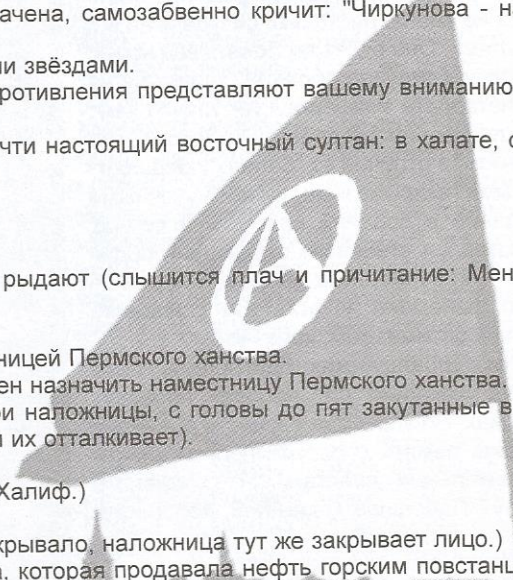 ачена, самозабвенно кричит: "Чиркунова - н
и звёздами.
ротивления представляют вашему вниманию
чти настоящий восточный султан: в халате, с
рыдают (слышится плач и причитание: Мен
ницей Пермского ханства.
ен назначить наместницу Пермского ханства.
ри наложницы, с головы до пят закутанные в
и их отталкивает).
Халиф.)
крывало, наложница тут же закрывает лицо.)
а, которая продавала нефть горским повстанц